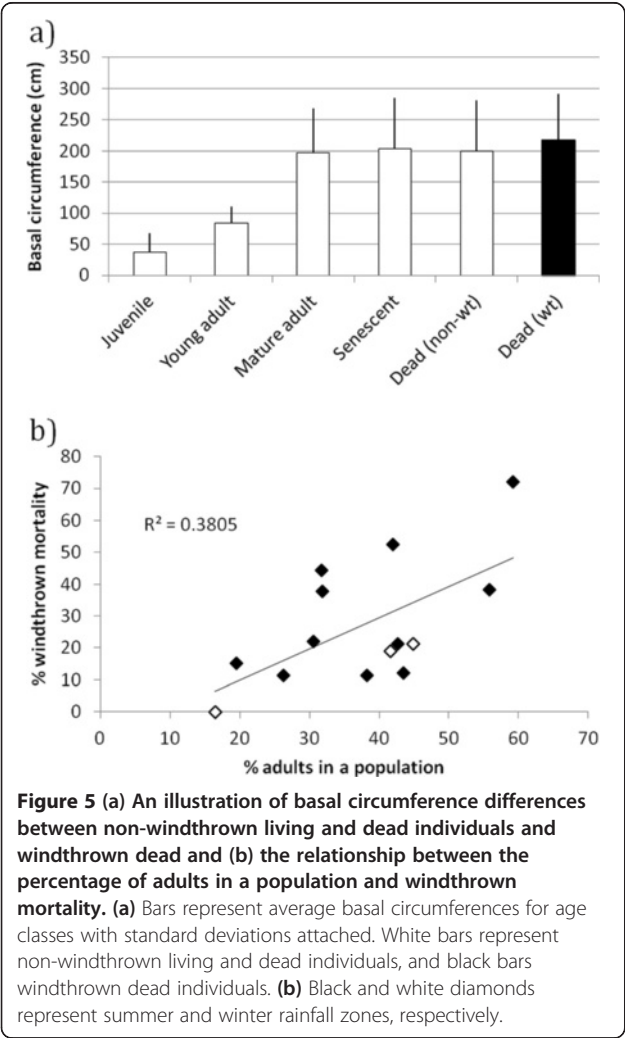 a)
350
300
250
200
150
100
50
0
Basal circumference (cm)
Juvenile
Young adult
Mature adult
Senescent
Dead (non-wt)
Dead (wt)
b)
80
70
60
50
40
30
20
10
0
% windthrown mortality
R² = 0.3805
0 10 20 30 40 50 60 70
% adults in a population
Figure 5 (a) An illustration of basal circumference differences
between non-windthrown living and dead individuals and
windthrown dead and (b) the relationship between the
percentage of adults in a population and windthrown
mortality. (a) Bars represent average basal circumferences for age
classes with standard deviations attached. White bars represent
non-windthrown living and dead individuals, and black bars
windthrown dead individuals. (b) Black and white diamonds
represent summer and winter rainfall zones, respectively.